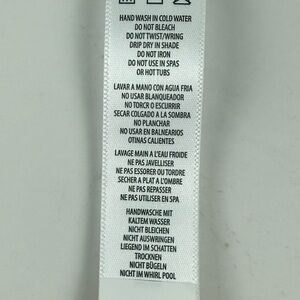 HAND WASH IN COLD WATER
DO NOT BLEACH
DO NOT TWIST/WRING
DRIP DRY IN SHADE
DO NOT IRON
DO NOT USE IN SPAS
OR HOT TUBS
LAVAR A MANO CON AGUA FRIA
NO USAR BLANQUEADOR
NO TORCR O ESCURRIR
SECAR COLGADO A LA SOMBRA
NO PLANCHAR
NO USAR EN BALNEARIOS
OTINAS CALIENTES
LAVAGE MAIN A L'EAU FROIDE
NE PAS JAVELLISER
NE PAS ESSORER OU TORDRE
SECHER A PLAT A L'OMBRE
NE PAS REPASSER
NE PAS UTILISER EN SPA
HANDWASCHE MIT
KALTEM WASSER
NICHT BLEICHEN
NICHT AUSWRINGEN
LIEGEND IM SCHATTEN
TROCKNEN
NICHT BÜGELN
NICHT IM WHIRL POOL